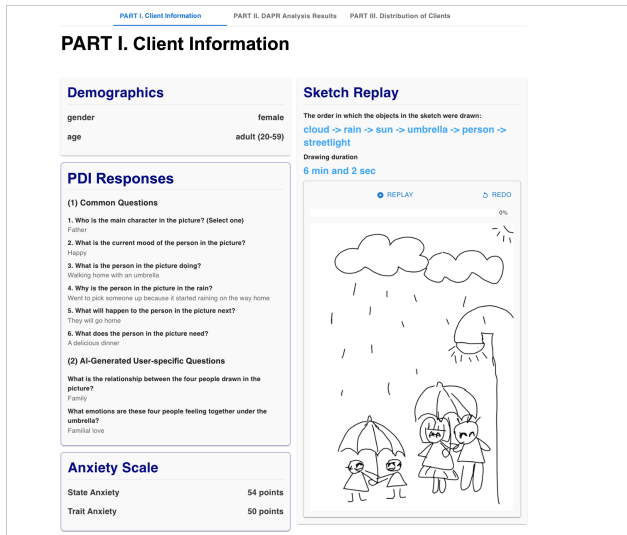 PART I. Client Information
PART II. DAPR Analysis Results
PART III. Distribution of Clients
PART I. Client Information
Demographics
gender female
age adult (20-59)
PDI Responses
(1) Common Questions
1. Who is the main character in the picture? (Select one)
Father
2. What is the current mood of the person in the picture?
Happy
3. What is the person in the picture doing?
Walking home with an umbrella
4. Why is the person in the picture in the rain?
Went to pick someone up because it started raining on the way home
5. What will happen to the person in the picture next?
They will go home
6. What does the person in the picture need?
A delicious dinner
(2) AI-Generated User-specific Questions
What is the relationship between the four people drawn in the
picture?
Family
What emotions are these four people feeling together under the
umbrella?
Familial love
Anxiety Scale
State Anxiety 54 points
Trait Anxiety 50 points
Sketch Replay
The order in which the objects in the sketch were drawn:
cloud -> rain -> sun -> umbrella -> person ->
streetlight
Drawing duration
6 min and 2 sec
REPLAY
REDO
0%